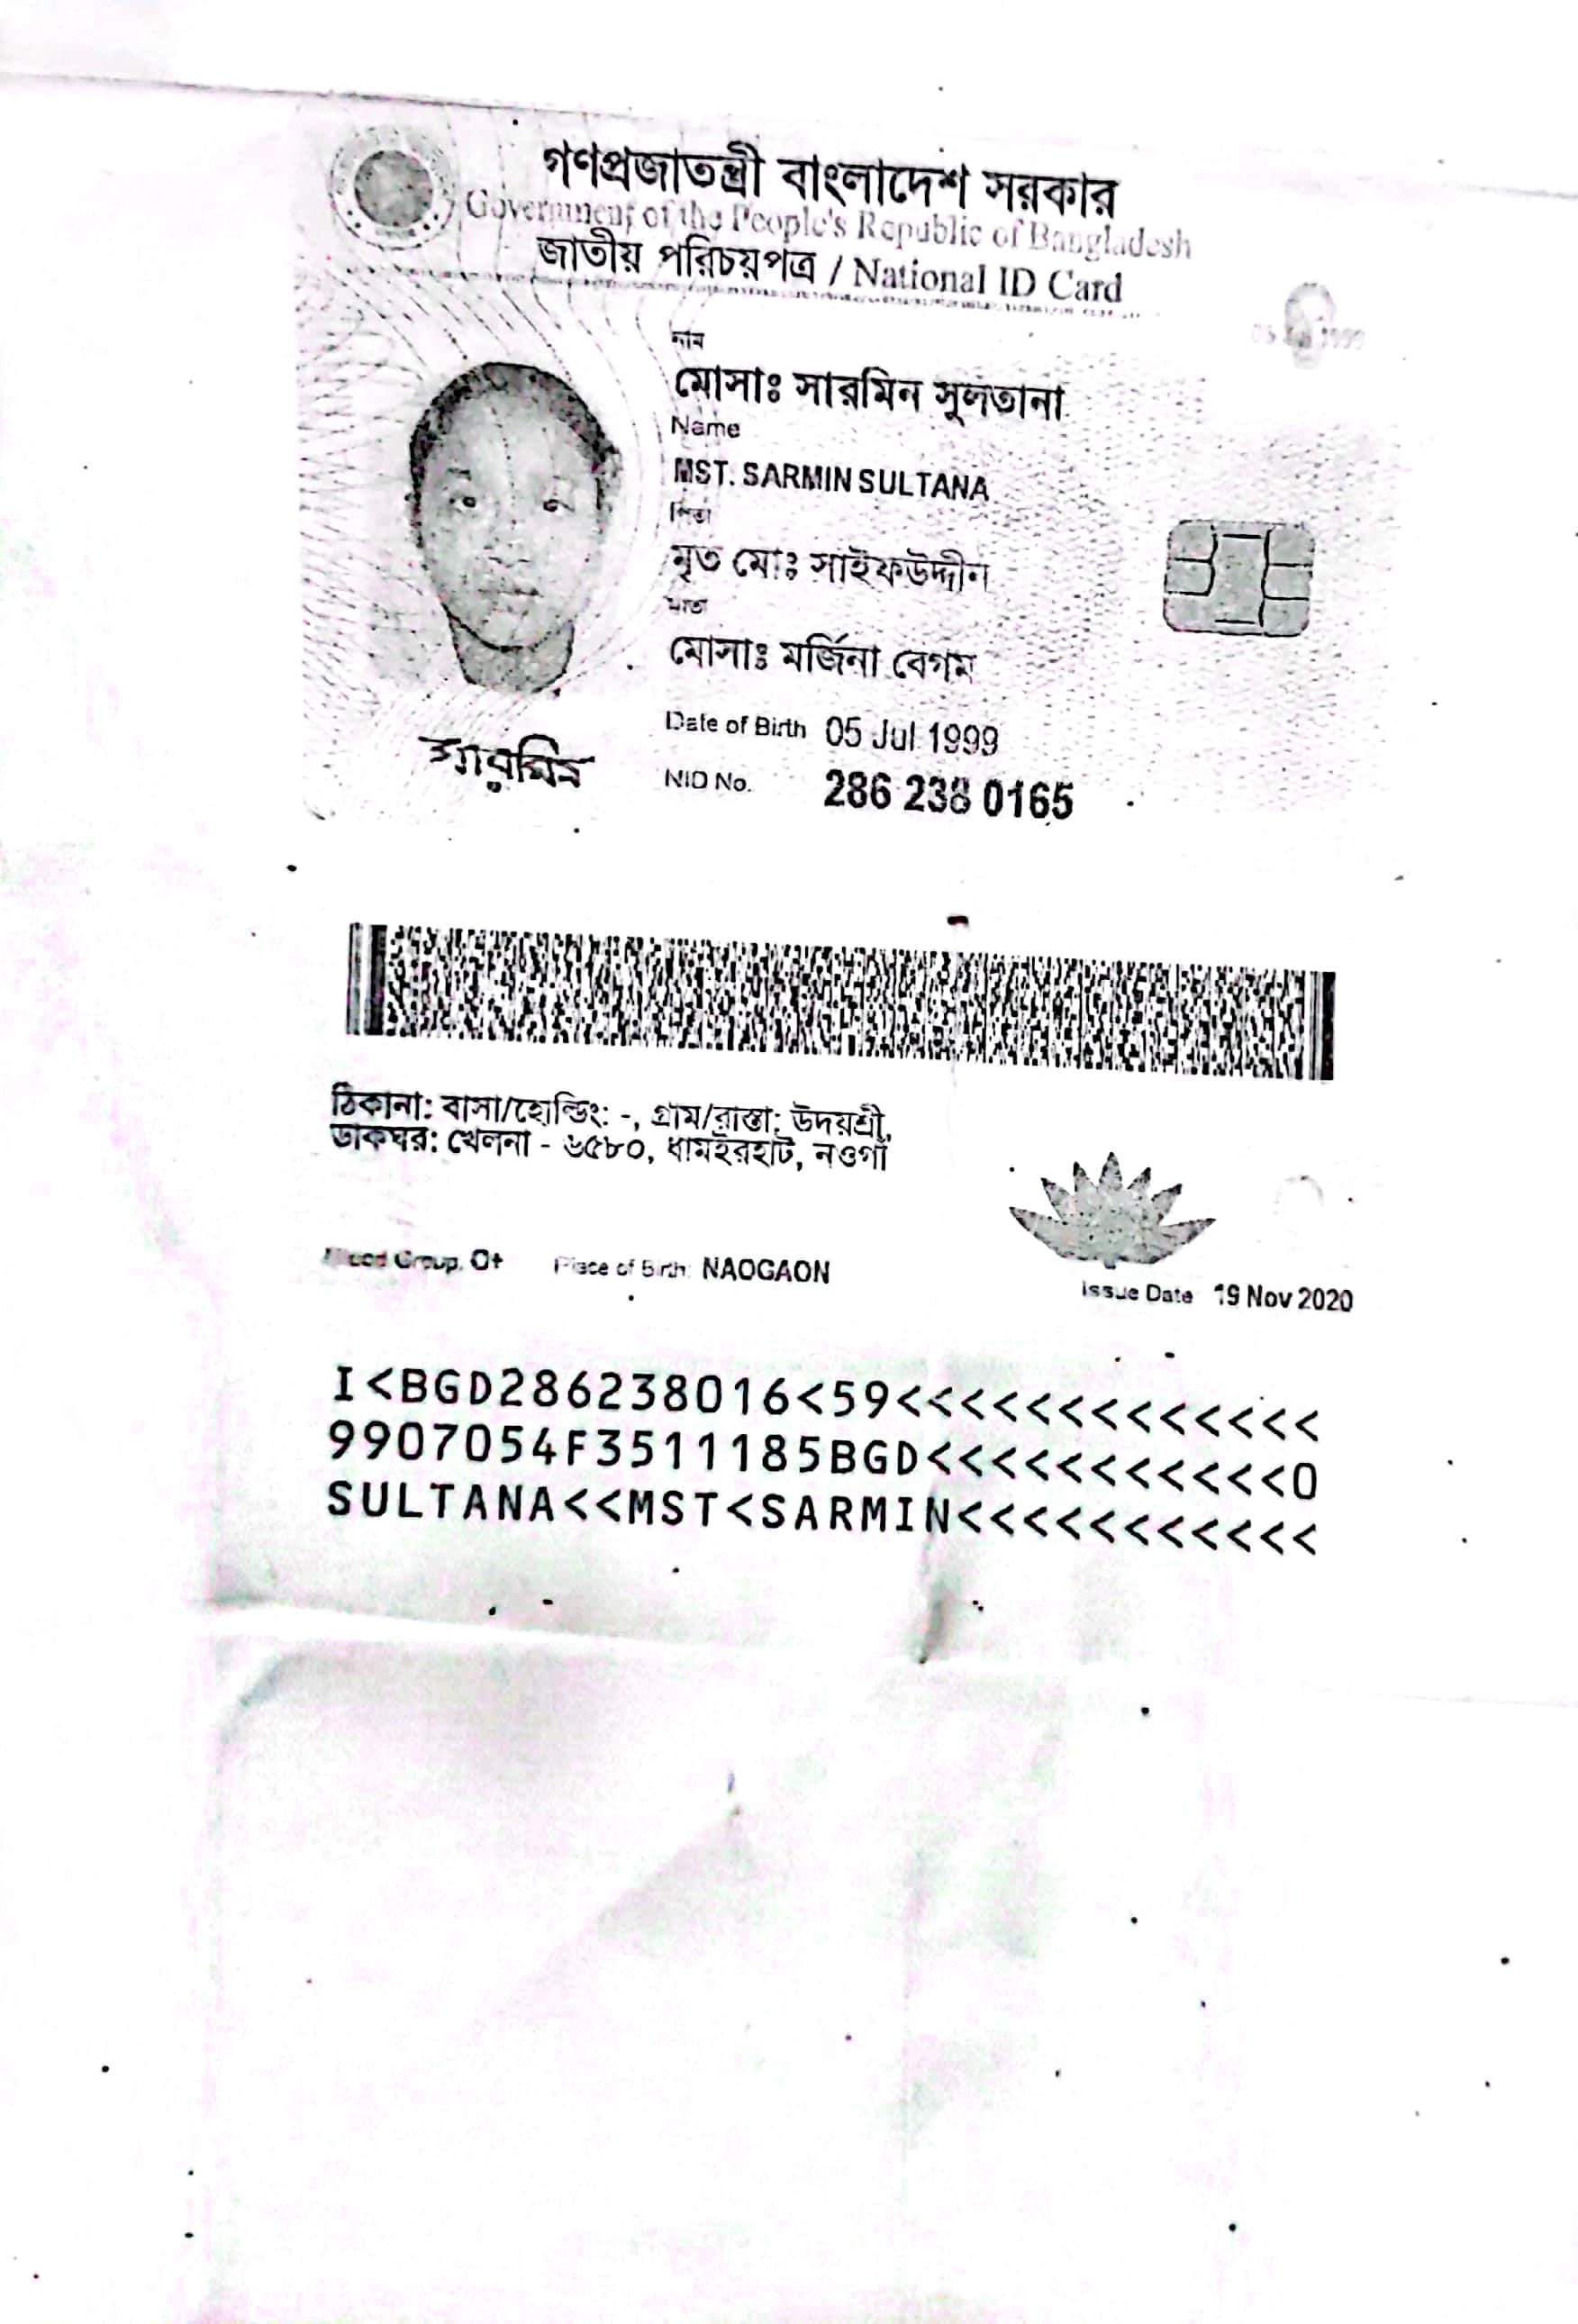 গণপ্রজাতন্ত্রী বাংলাদেশ সরকার
Government of the People's Republic of Bangladesh
জাতীয় পরিচয়পত্র / National ID Card
নাম
মোসাঃ সারমিন সুলতানা
Name
MST. SARMIN SULTANA
পিতা
মৃত মোঃ সাইফউদ্দীন
মাতা
মোসাঃ মর্জিনা বেগম
Date of Birth 05 Jul 1999
NID No. 286 238 0165
সারমিন
ঠিকানা: বাসা/হোল্ডিং: -, গ্রাম/রাস্তা: উদয়শ্রী,
ডাকঘর: খেলনা - ৬৫৮০, ধামইরহাট, নওগাঁ
Blood Group: O+ Place of Birth: NAOGAON
Issue Date 19 Nov 2020
I<BGD286238016<59<<<<<<<<<<<<<
9907054F3511185BGD<<<<<<<<<<<0
SULTANA<<MST<SARMIN<<<<<<<<<<<